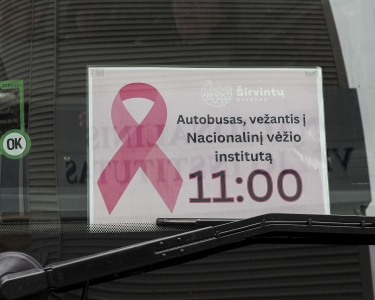 Širvintų
Autobusas, vežantis į
Nacionalinį vėžio
institutą
11:00
OK